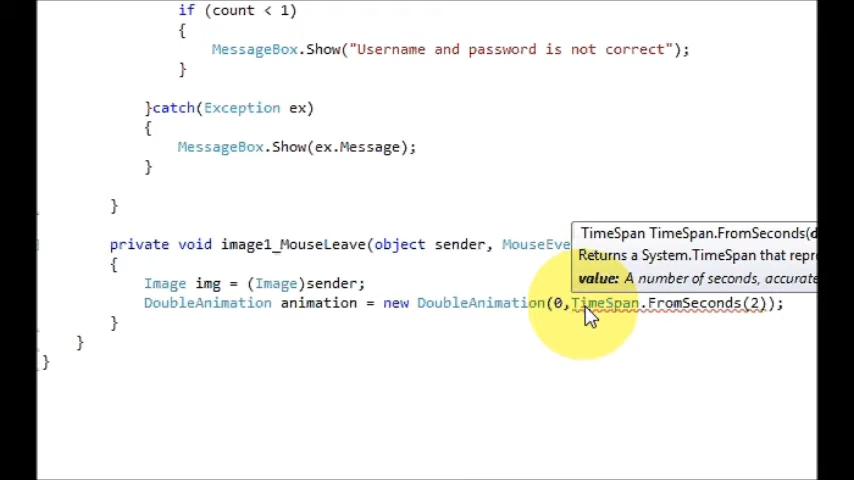 if (count < 1)
{
MessageBox.Show("Username and password is not correct");
}
}catch(Exception ex)
{
MessageBox.Show(ex.Message);
}
}
private void image1_MouseLeave(object sender, MouseEve
TimeSpan TimeSpan.FromSeconds(d
Returns a System.TimeSpan that repr
value: A number of seconds, accurate
{
Image img = (Image)sender;
DoubleAnimation animation = new DoubleAnimation(0,TimeSpan.FromSeconds(2));
}
}
}